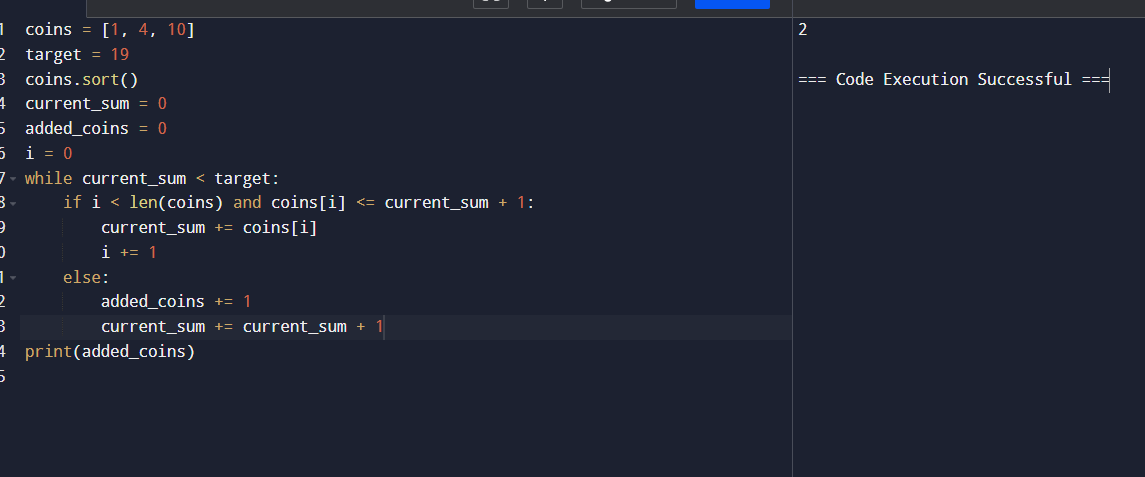 1 coins = [1, 4, 10]
2 target = 19
3 coins.sort()
4 current_sum = 0
5 added_coins = 0
6 i = 0
7 while current_sum < target:
8     if i < len(coins) and coins[i] <= current_sum + 1:
9         current_sum += coins[i]
0         i += 1
1     else:
2         added_coins += 1
3         current_sum += current_sum + 1
4 print(added_coins)
5
2
=== Code Execution Successful ===